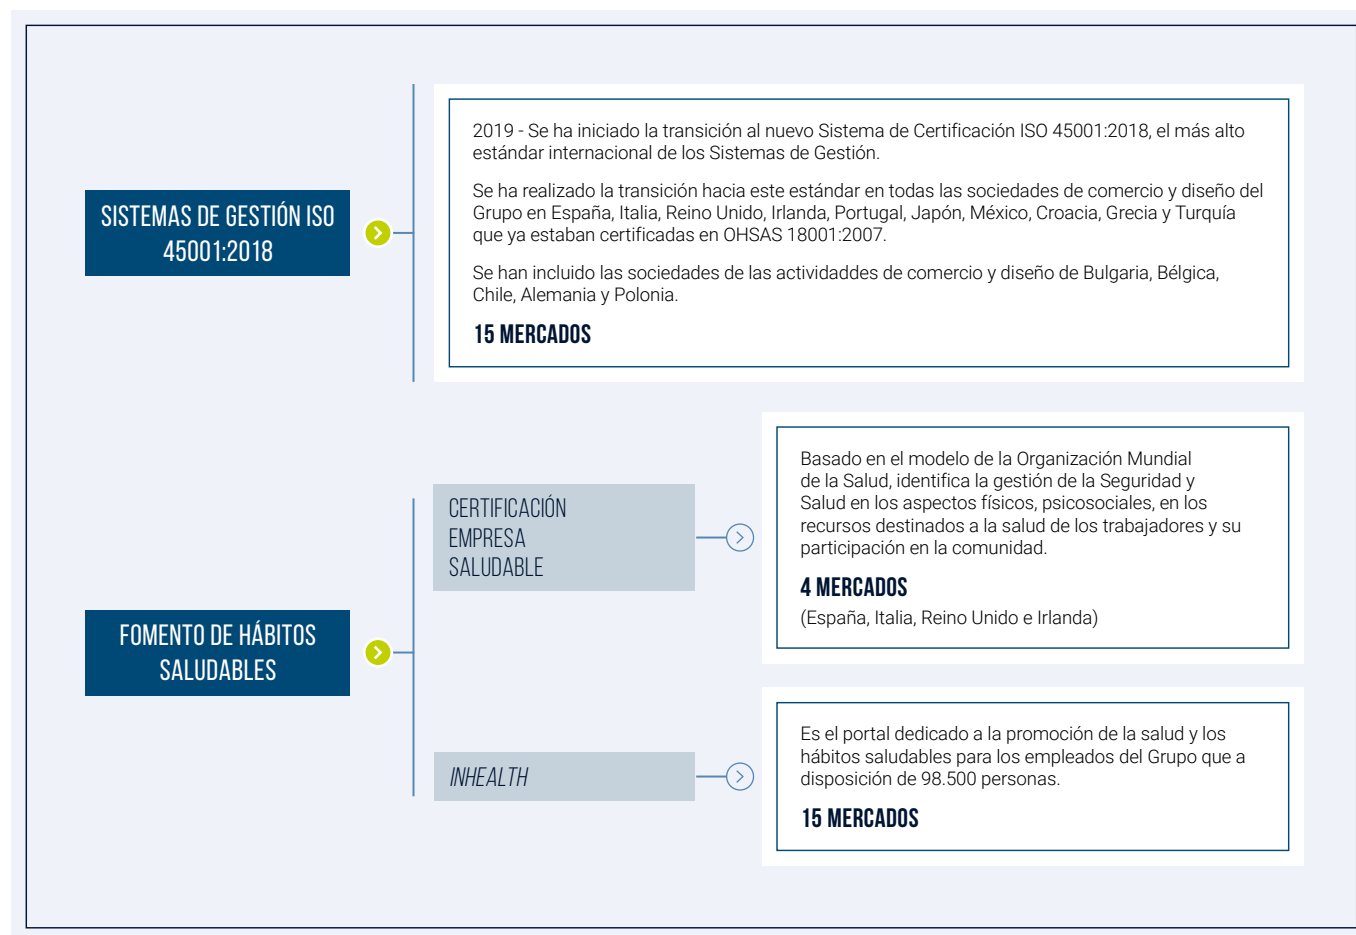 SISTEMAS DE GESTIÓN ISO
45001:2018
2019 - Se ha iniciado la transición al nuevo Sistema de Certificación ISO 45001:2018, el más alto
estándar internacional de los Sistemas de Gestión.
Se ha realizado la transición hacia este estándar en todas las sociedades de comercio y diseño del
Grupo en España, Italia, Reino Unido, Irlanda, Portugal, Japón, México, Croacia, Grecia y Turquía
que ya estaban certificadas en OHSAS 18001:2007.
Se han incluido las sociedades de las actividaddes de comercio y diseño de Bulgaria, Bélgica,
Chile, Alemania y Polonia.
15 MERCADOS
FOMENTO DE HÁBITOS
SALUDABLES
CERTIFICACIÓN
EMPRESA
SALUDABLE
Basado en el modelo de la Organización Mundial
de la Salud, identifica la gestión de la Seguridad y
Salud en los aspectos físicos, psicosociales, en los
recursos destinados a la salud de los trabajadores y su
participación en la comunidad.
4 MERCADOS
(España, Italia, Reino Unido e Irlanda)
INHEALTH
Es el portal dedicado a la promoción de la salud y los
hábitos saludables para los empleados del Grupo que a
disposición de 98.500 personas.
15 MERCADOS